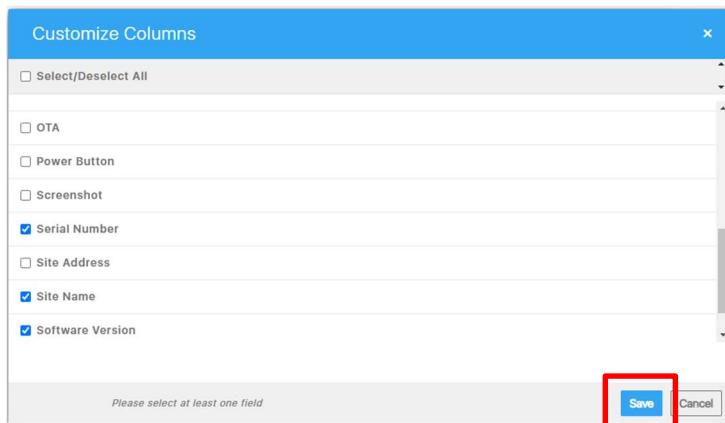 Customize Columns ×
Select/Deselect All
OTA
Power Button
Screenshot
Serial Number
Site Address
Site Name
Software Version
Please select at least one field Save Cancel